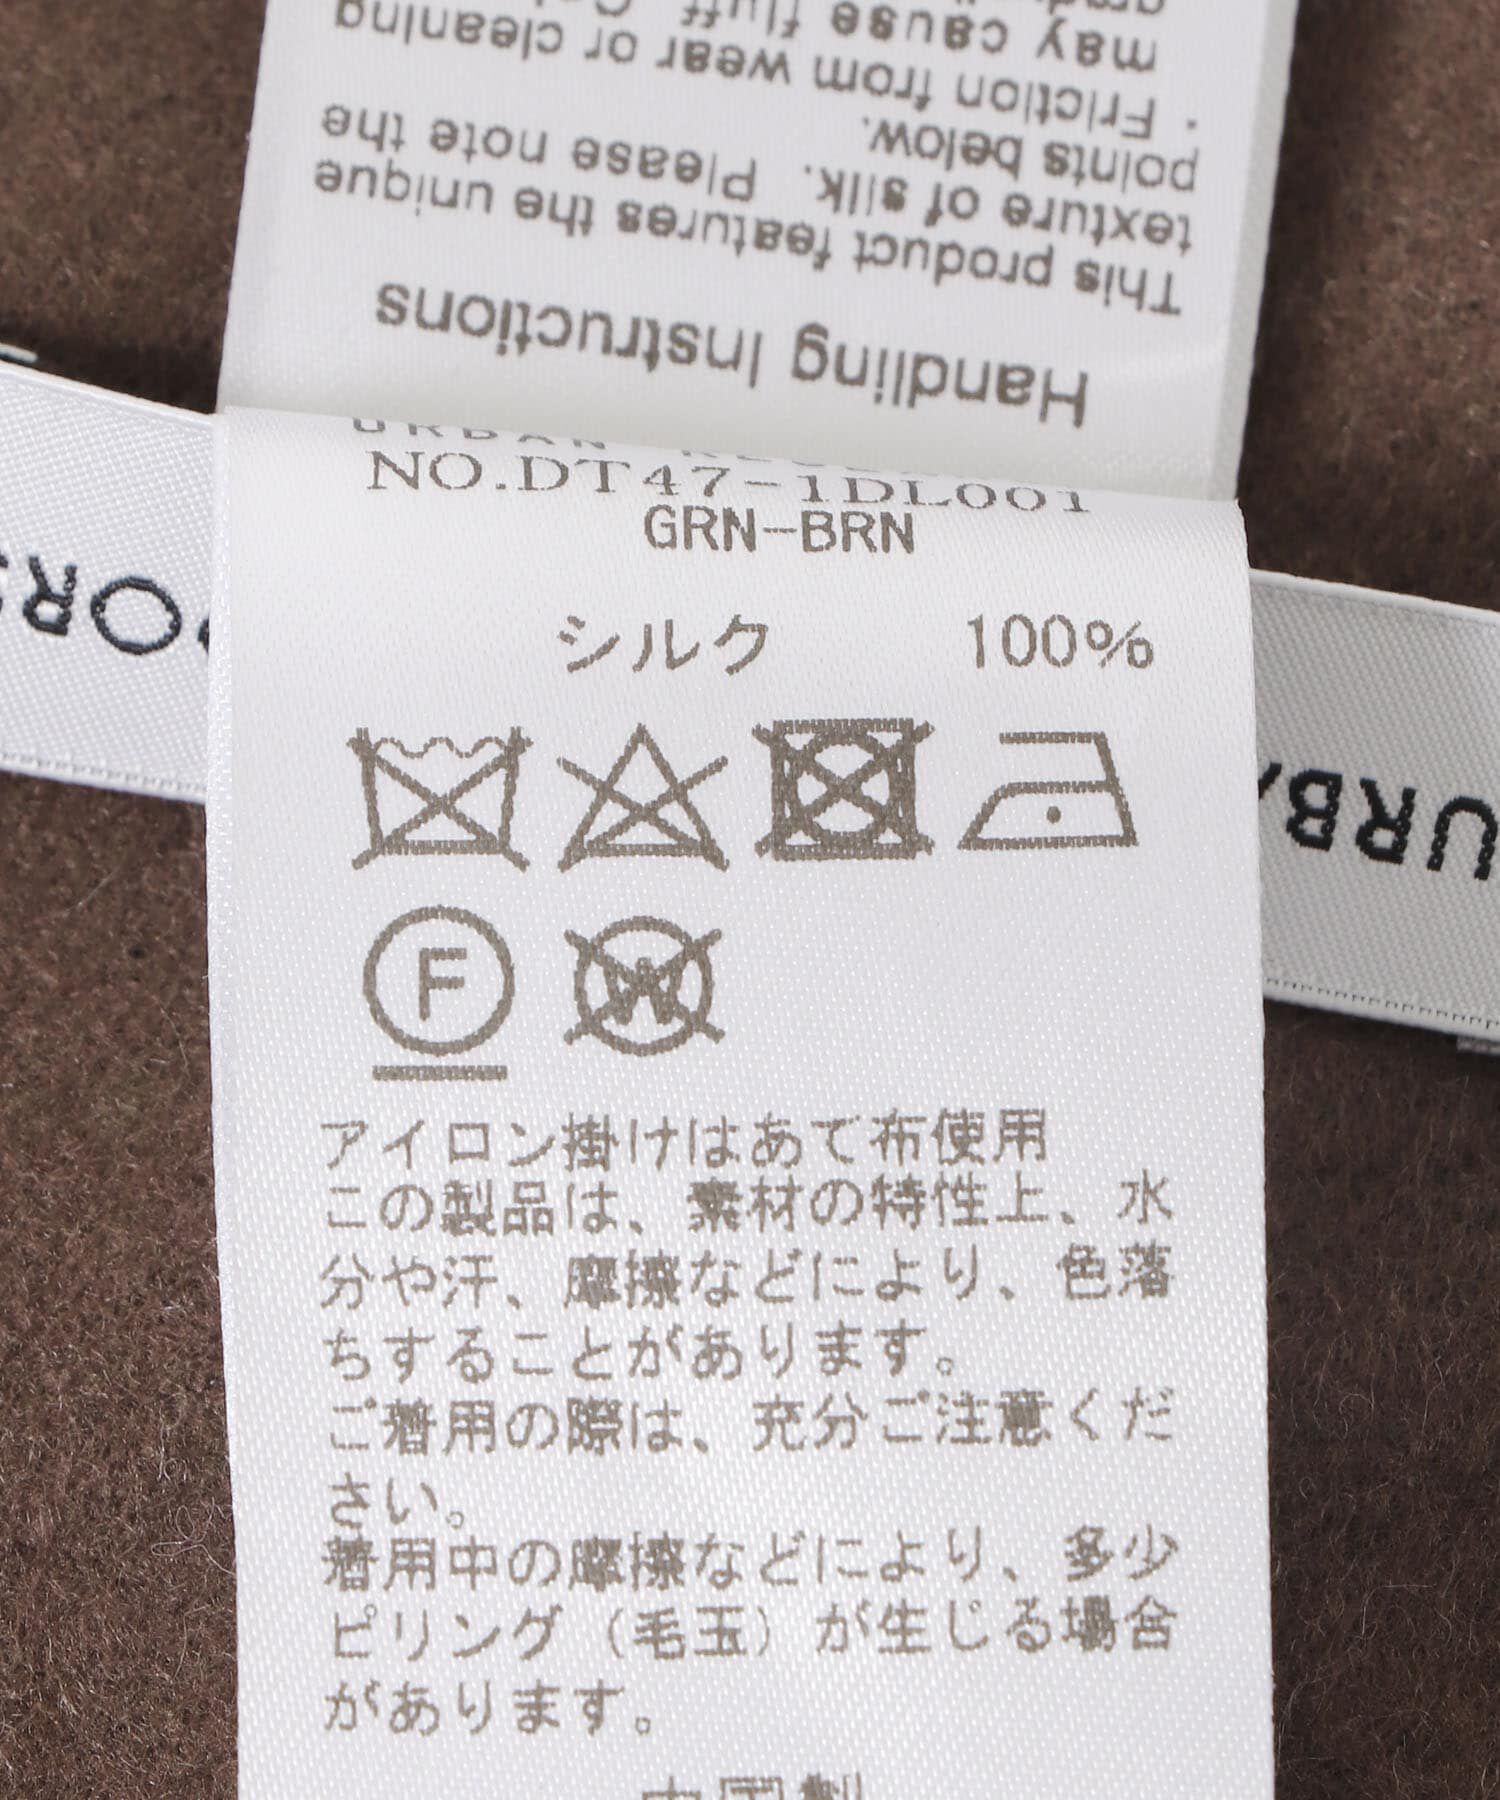 may cause fluff
· Friction from wear or cleaning
points below.
texture of silk. Please note the
This product features the unique
Handling Instructions
URBAN
NO.DT47-1DL001
GRN-BRN
シルク 100%
F
W
アイロン掛けはあて布使用
この製品は、素材の特性上、水
分や汗、摩擦などにより、色落
ちすることがあります。
ご着用の際は、充分ご注意くだ
さい。
着用中の摩擦などにより、多少
ピリング（毛玉）が生じる場合
があります。
中国製